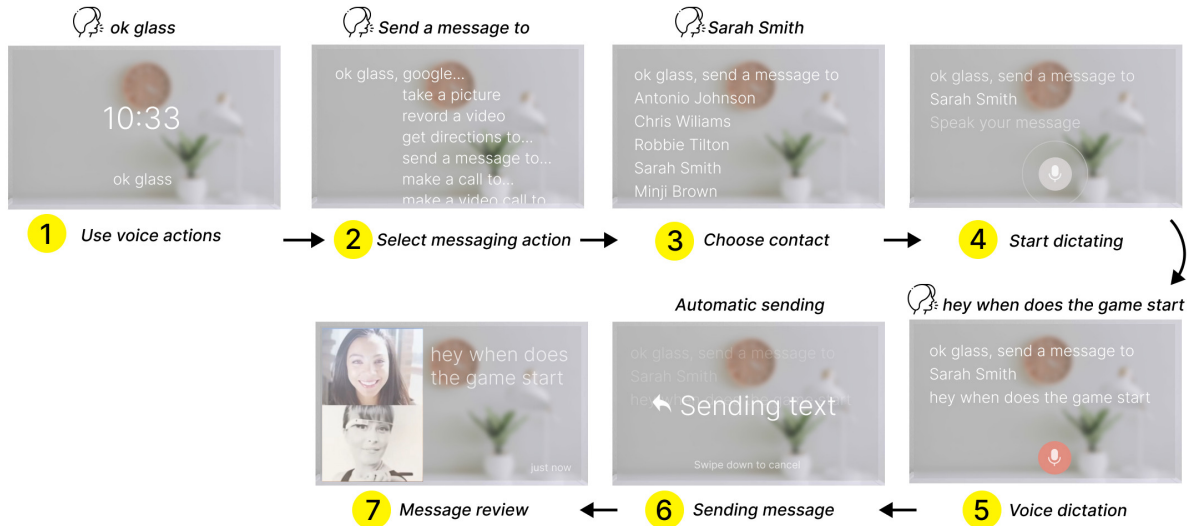 ok glass
10:33
ok glass
1 Use voice actions
Send a message to
ok glass, google...
take a picture
revord a video
get directions to...
send a message to...
make a call to...
make a video call to
2 Select messaging action
Sarah Smith
ok glass, send a message to
Antonio Johnson
Chris Wiliams
Robbie Tilton
Sarah Smith
Minji Brown
3 Choose contact
ok glass, send a message to
Sarah Smith
Speak your message
4 Start dictating
hey when does the game start
ok glass, send a message to
Sarah Smith
hey when does the game start
5 Voice dictation
Automatic sending
ok glass, send a message to
Sarah Smith
hey when does the game start
Sending text
Swipe down to cancel
6 Sending message
hey when does
the game start
just now
7 Message review